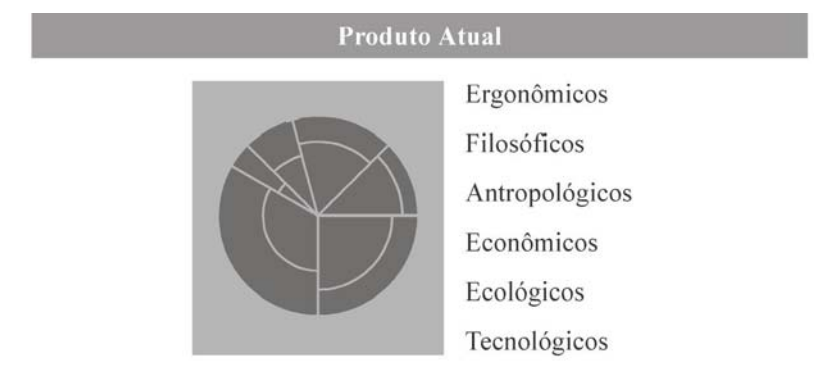 Produto Atual
Ergonômicos
Filosóficos
Antropológicos
Econômicos
Ecológicos
Tecnológicos